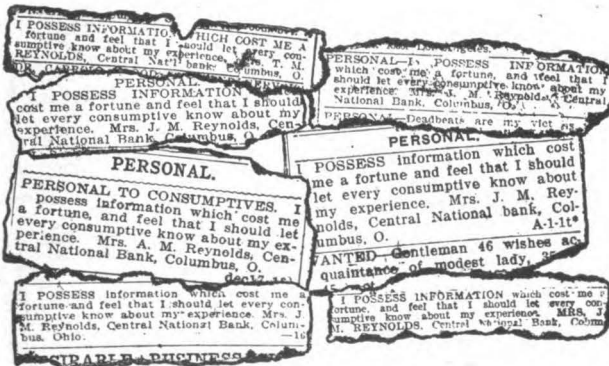 I POSSESS INFORMATION, WHICH COST ME A
fortune and feel that I should let every con-
sumptive know about my experience. Mrs. T. M.
REYNOLDS, Central Nat'l bank, Columbus, O.
PERSONAL—I POSSESS INFORMATION
which cost me a fortune, and feel that I
should let every consumptive know about my
experience. Mrs. J. M. Reynolds, Central
National Bank, Columbus, O.
PERSONAL—Deadbeats are my
PERSONAL
I POSSESS INFORMATION which
cost me a fortune and feel that I should
let every consumptive know about my
experience. Mrs. J. M. Reynolds, Cen-
tral National Bank, Columbus, O.
PERSONAL.
PERSONAL TO CONSUMPTIVES. I
possess information which cost me
a fortune, and feel that I should let
every consumptive know about my ex-
perience. Mrs. A. M. Reynolds, Cen-
tral National Bank, Columbus, O.
PERSONAL.
I POSSESS information which cost
me a fortune and feel that I should
let every consumptive know about
my experience. Mrs. J. M. Rey-
nolds, Central National bank, Col-
umbus, O. A-1-1t*
WANTED—Gentleman 46 wishes ac-
quaintance of modest lady,
I POSSESS information which cost me a
fortune and feel that I should let every con-
sumptive know about my experience. Mrs. J.
M. Reynolds, Central National Bank, Colum-
bus, Ohio. —16
BUSINESS
I POSSESS INFORMATION which cost me a
fortune, and feel that I should let every con
sumptive know about my experience. MRS. J.
M. REYNOLDS, Central National Bank, Columb